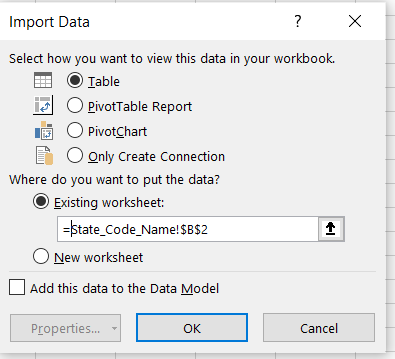 Import Data
?
Select how you want to view this data in your workbook.
Table
PivotTable Report
PivotChart
Only Create Connection
Where do you want to put the data?
Existing worksheet:
=State_Code_Name!$B$2
New worksheet
Add this data to the Data Model
Properties...
OK
Cancel